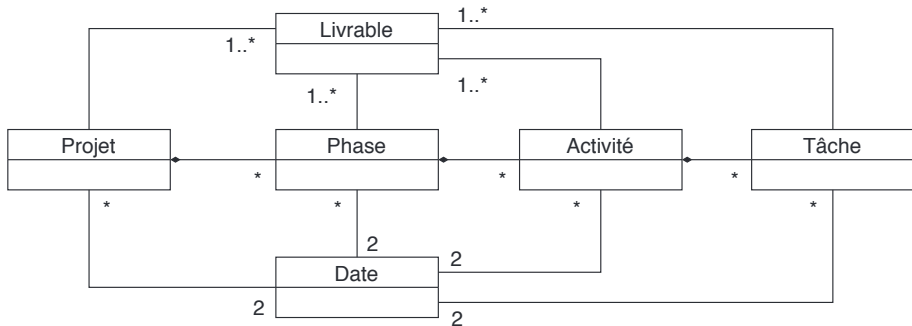 1..*
Livrable
1..*
1..*
1..*
Projet
Phase
Activité
Tâche
*
*
*
*
*
*
*
2
2
Date
2
2